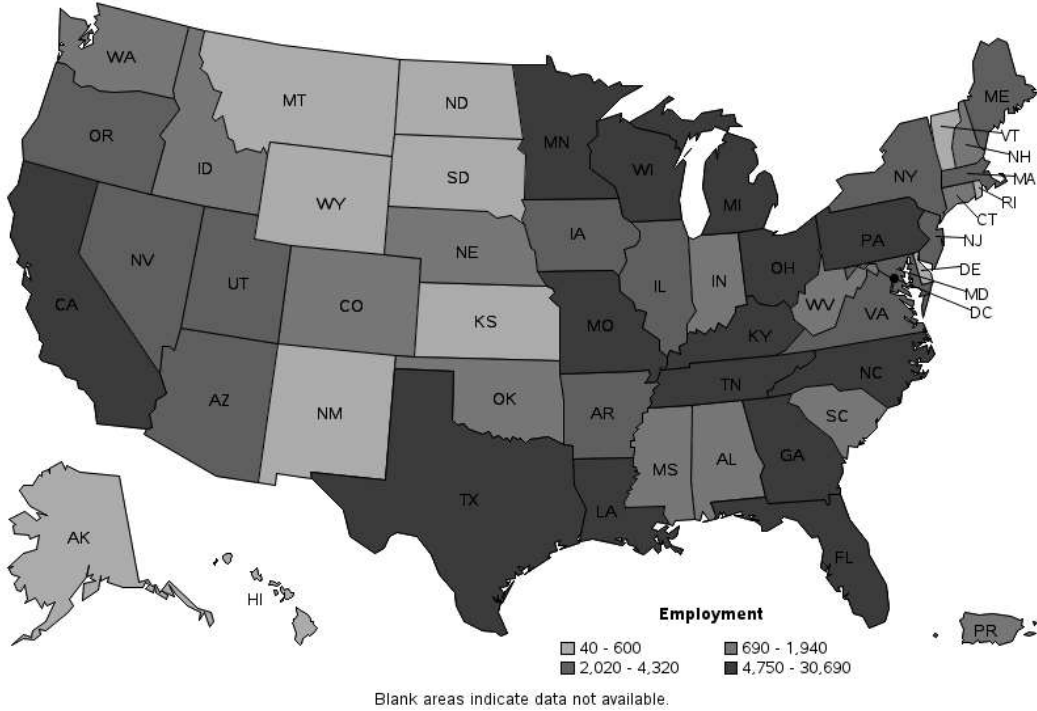 WA
MT
ND
MN
ME
VT
NH
MA
RI
CT
NJ
DE
MD
DC
OR
ID
SD
WI
MI
NY
WY
NE
IA
PA
NV
UT
CO
IL
IN
OH
WV
VA
CA
KS
MO
KY
AZ
NM
OK
AR
TN
NC
SC
MS
AL
GA
TX
LA
FL
AK
HI
PR
Employment
40 - 600
690 - 1,940
2,020 - 4,320
4,750 - 30,690
Blank areas indicate data not available.